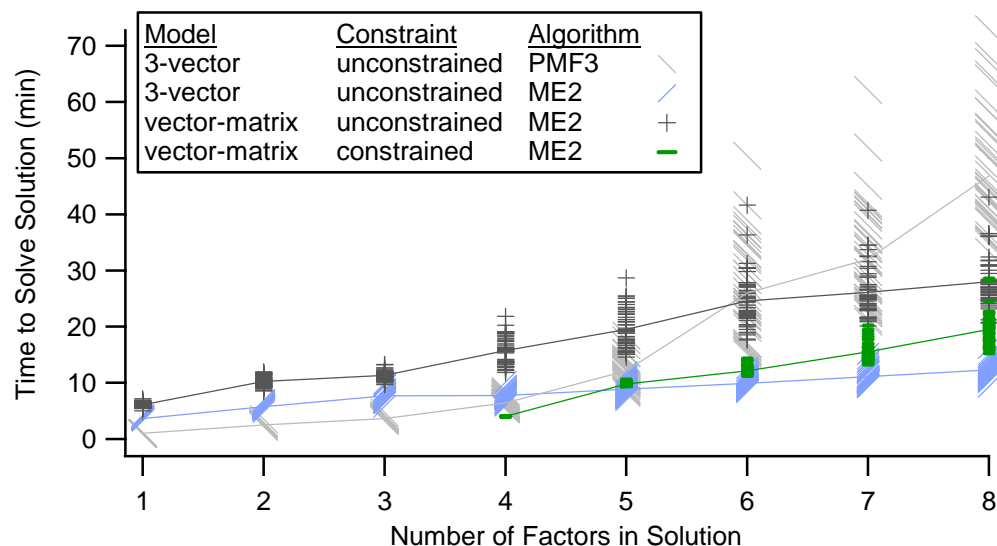 Model Constraint Algorithm
3-vector unconstrained PMF3
3-vector unconstrained ME2
vector-matrix unconstrained ME2
vector-matrix constrained ME2
Time to Solve Solution (min)
70
60
50
40
30
20
10
0
1 2 3 4 5 6 7 8
Number of Factors in Solution